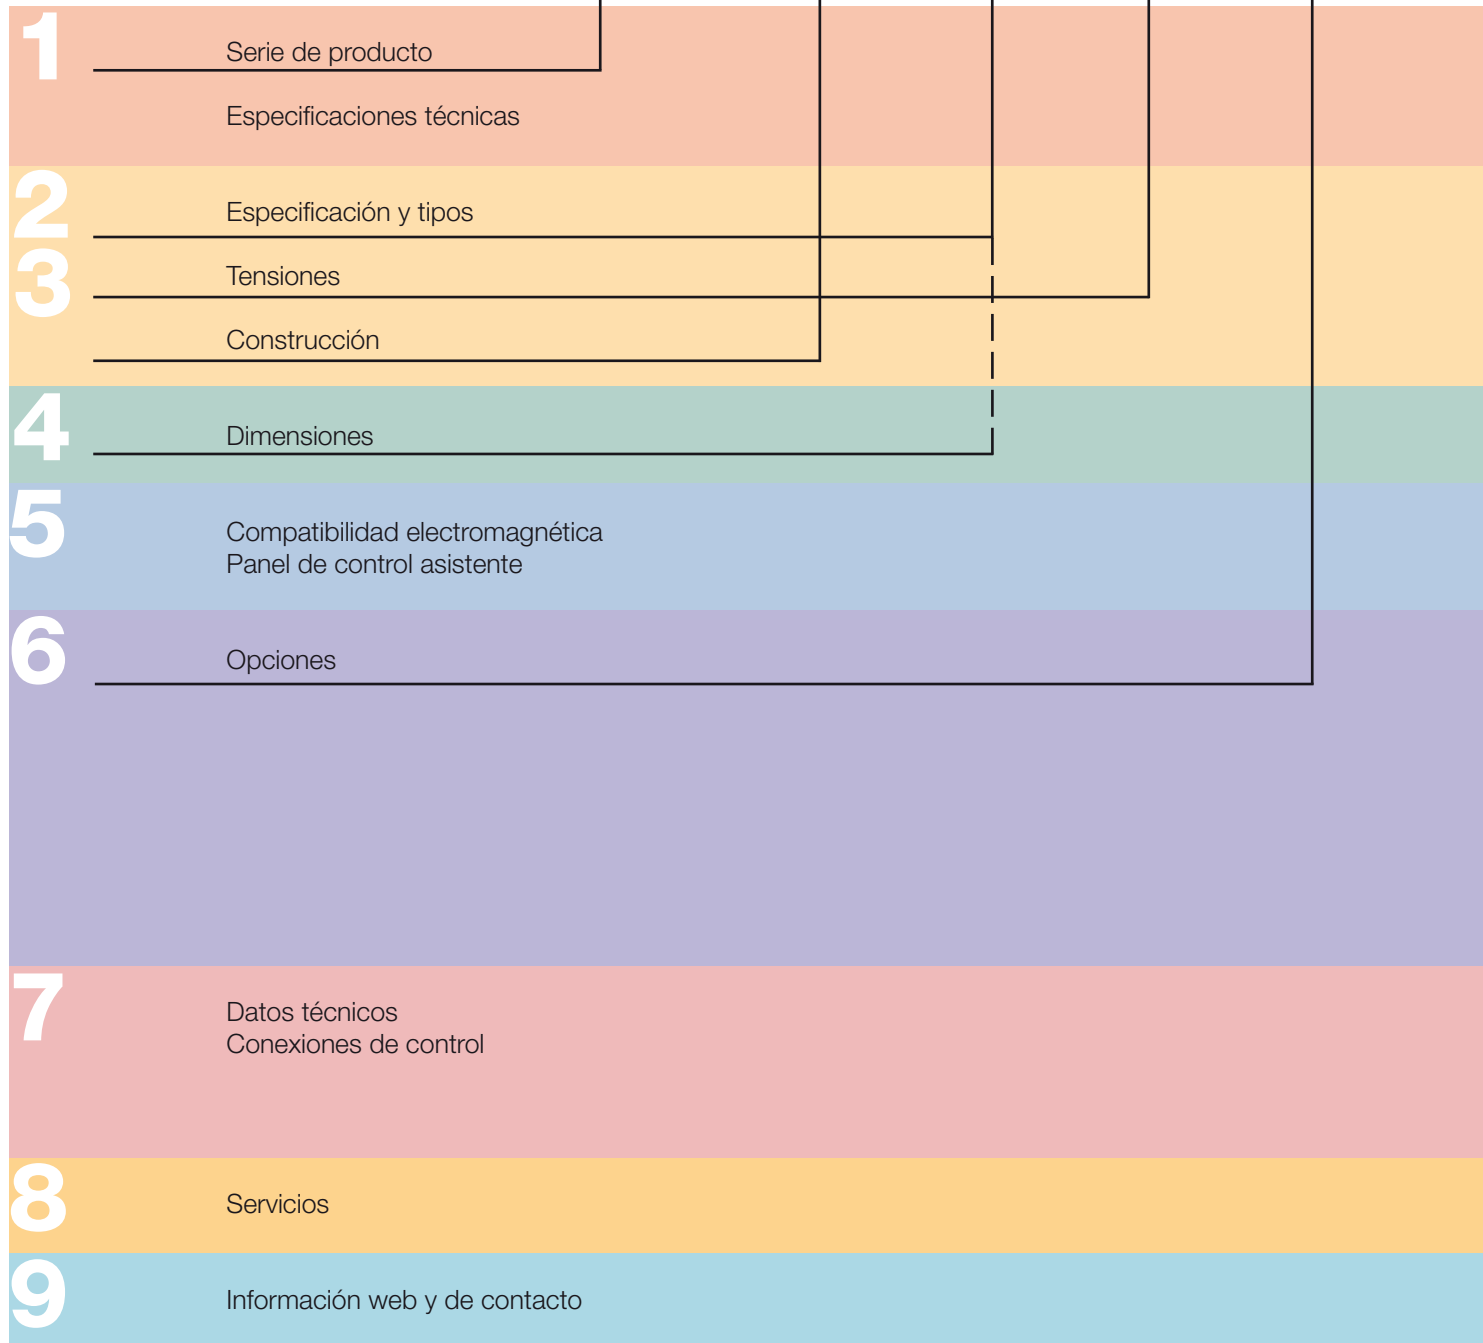 1
Serie de producto
Especificaciones técnicas
2
Especificación y tipos
3
Tensiones
Construcción
4
Dimensiones
5
Compatibilidad electromagnética
Panel de control asistente
6
Opciones
7
Datos técnicos
Conexiones de control
8
Servicios
9
Información web y de contacto